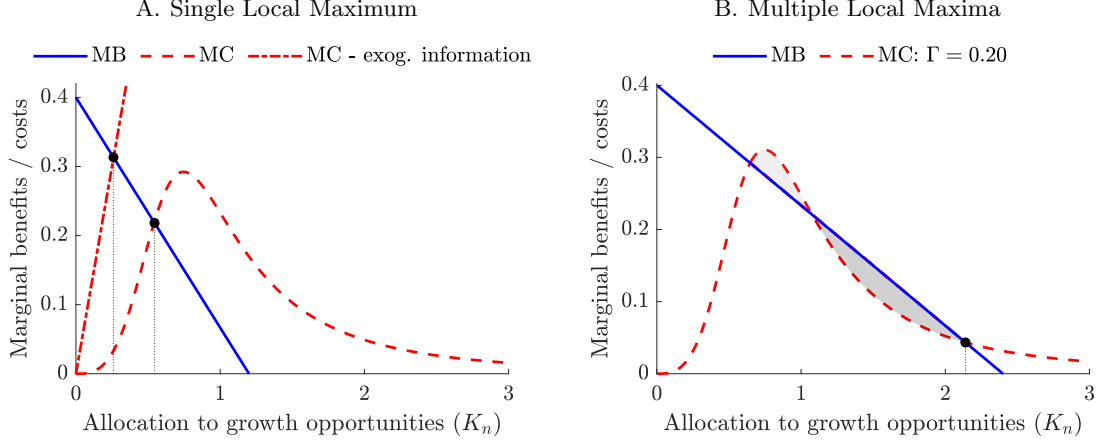 A. Single Local Maximum
MB MC MC - exog. information
Marginal benefits / costs
0.4
0.3
0.2
0.1
0
0 1 2 3
Allocation to growth opportunities (Kₙ)
B. Multiple Local Maxima
MB MC: Γ = 0.20
Marginal benefits / costs
0.4
0.3
0.2
0.1
0
0 1 2 3
Allocation to growth opportunities (Kₙ)